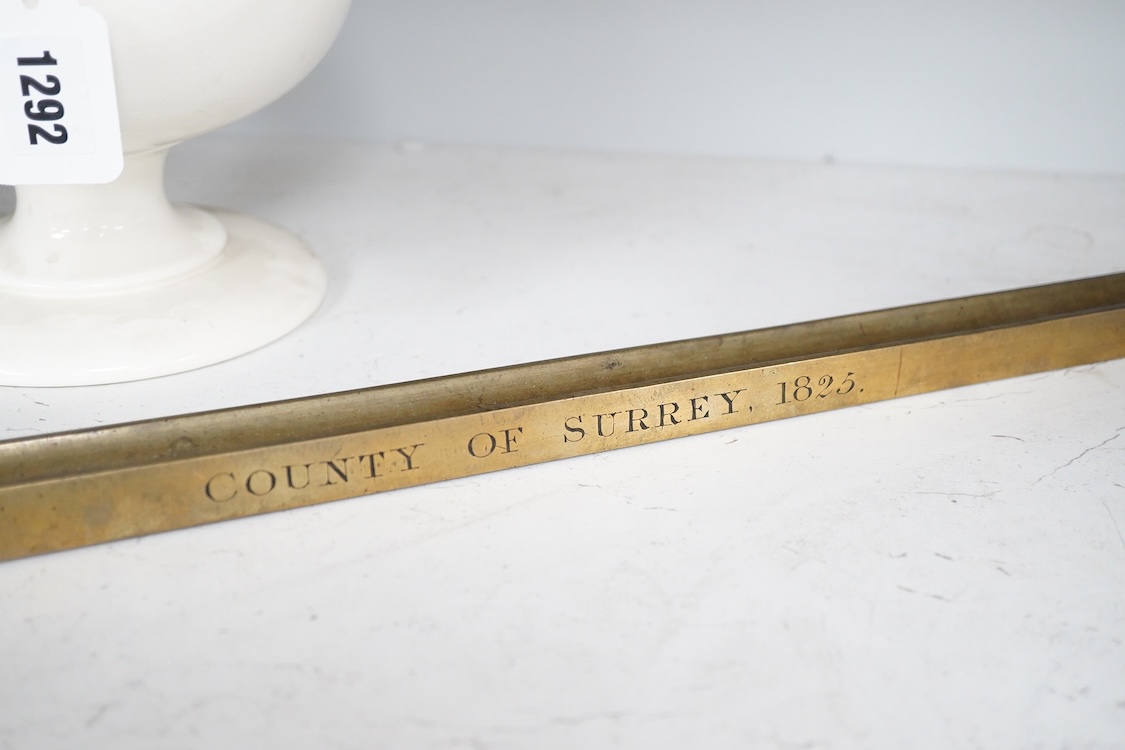 1292
COUNTY OF SURREY, 1825.